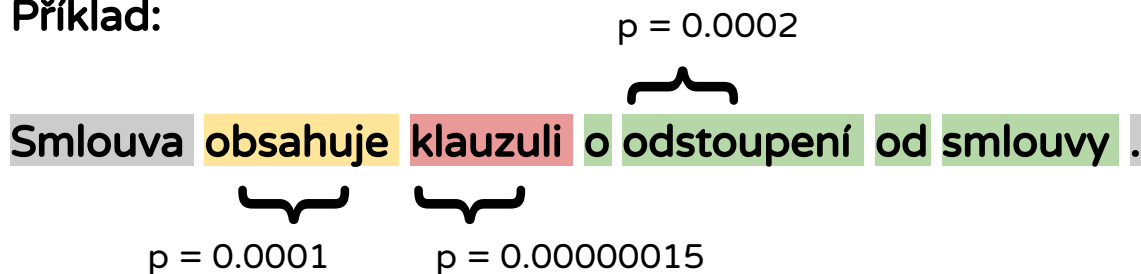 Příklad:
p = 0.0002
Smlouva obsahuje klauzuli o odstoupení od smlouvy .
p = 0.0001
p = 0.00000015